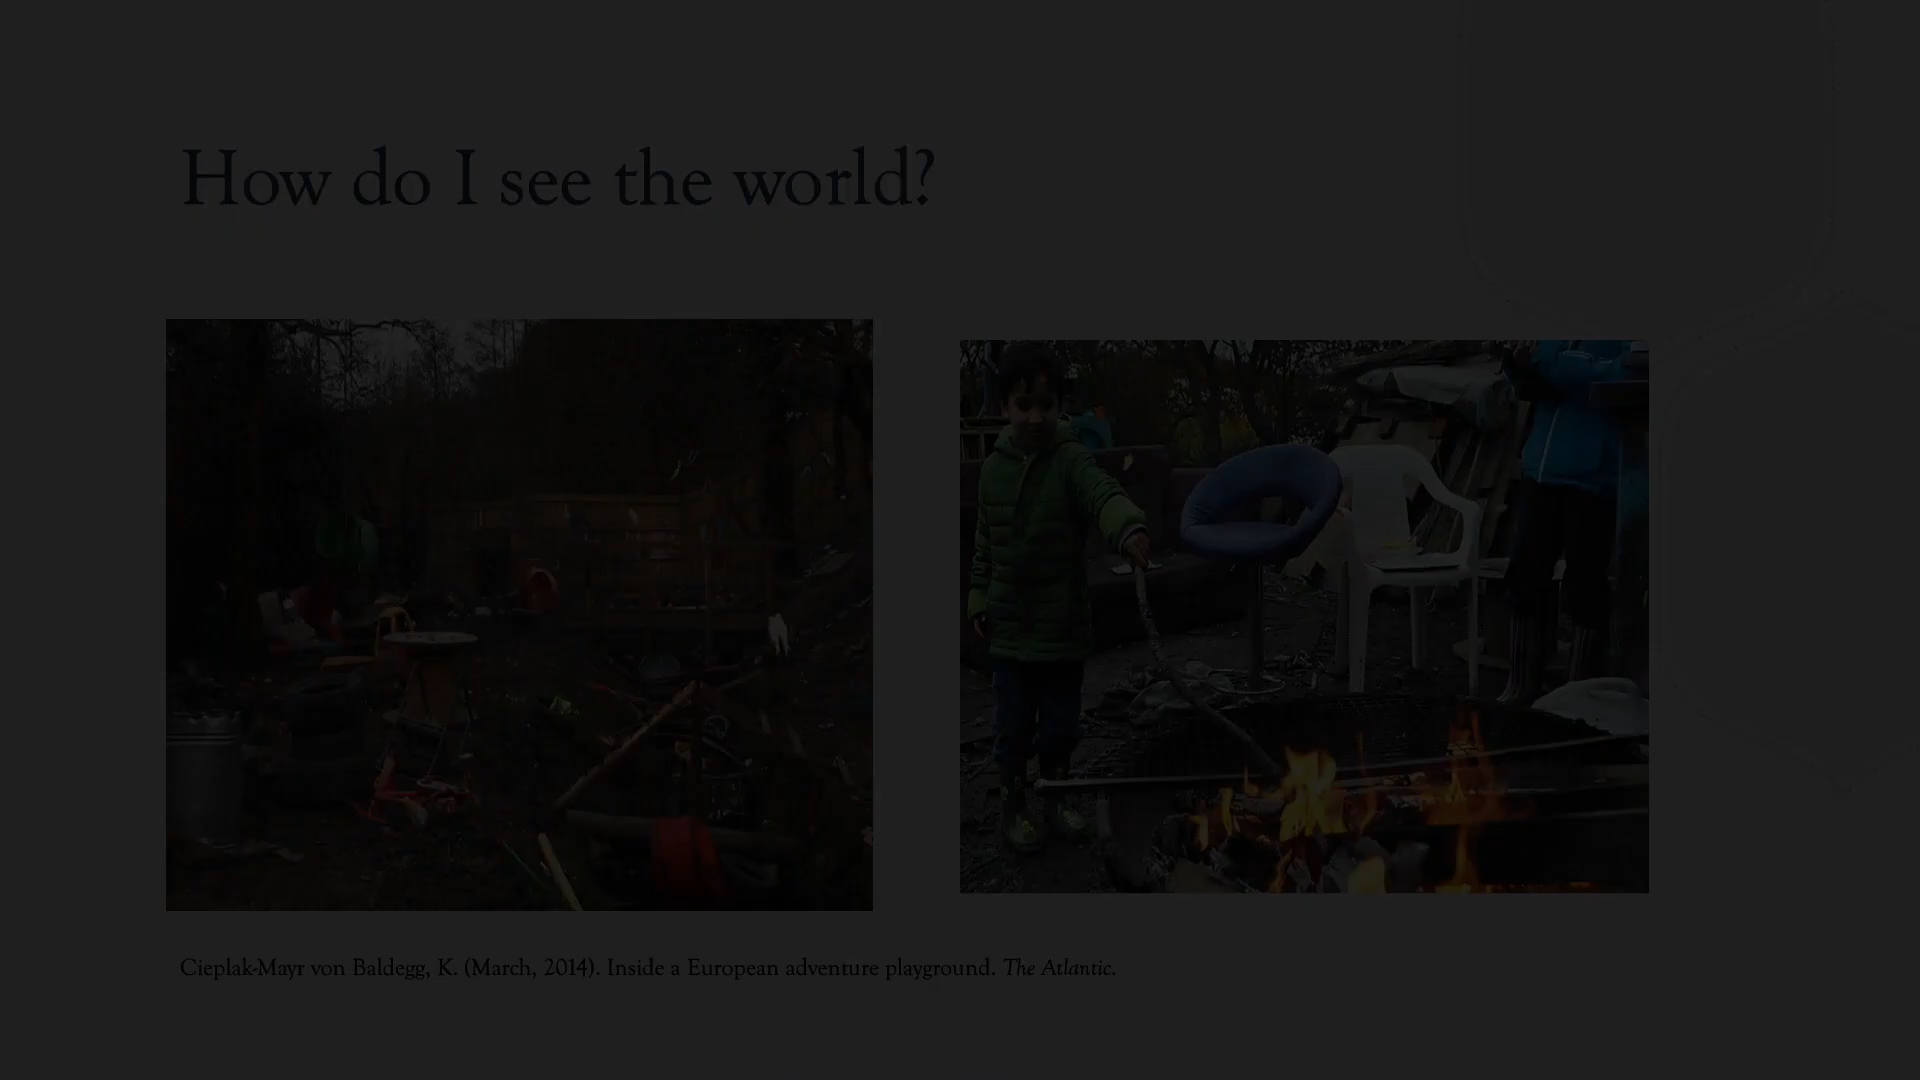 How do I see the world?
Cieplak-Mayr von Baldegg, K. (March, 2014). Inside a European adventure playground. The Atlantic.